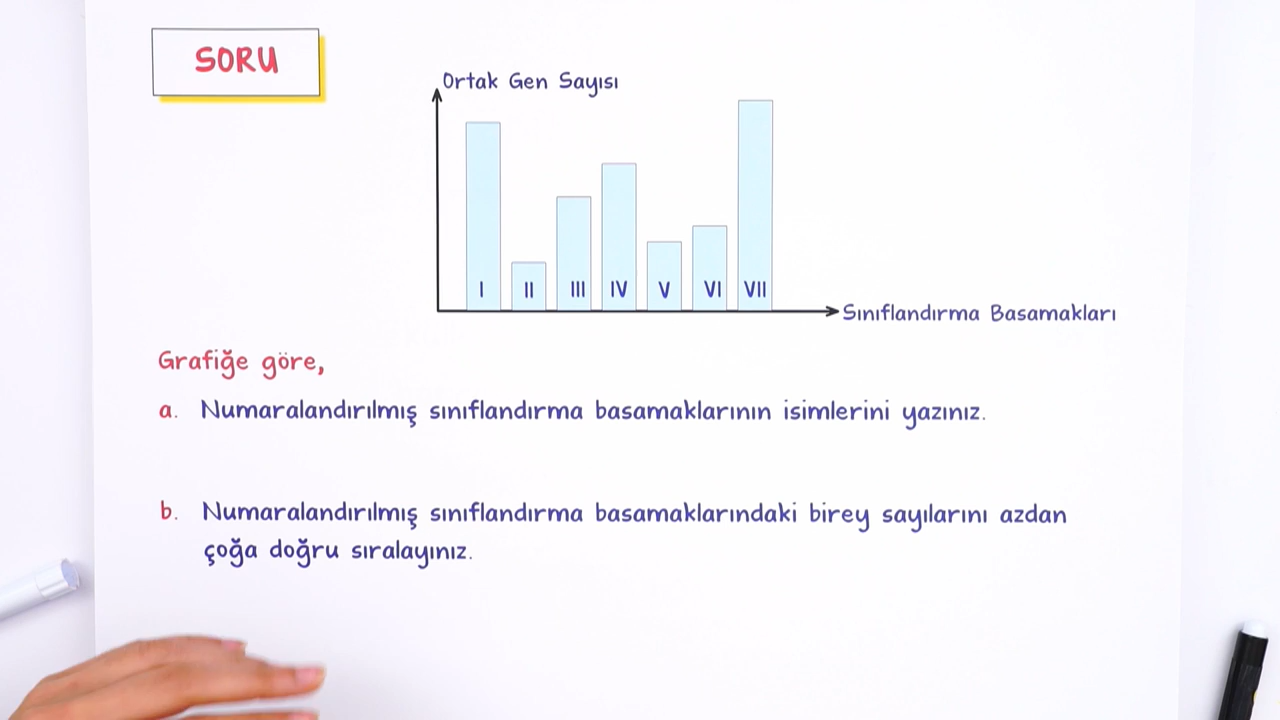 SORU
Ortak Gen Sayısı
I II III IV V VI VII
Sınıflandırma Basamakları
Grafiğe göre,
a. Numaralandırılmış sınıflandırma basamaklarının isimlerini yazınız.
b. Numaralandırılmış sınıflandırma basamaklarındaki birey sayılarını azdan
çoğa doğru sıralayınız.